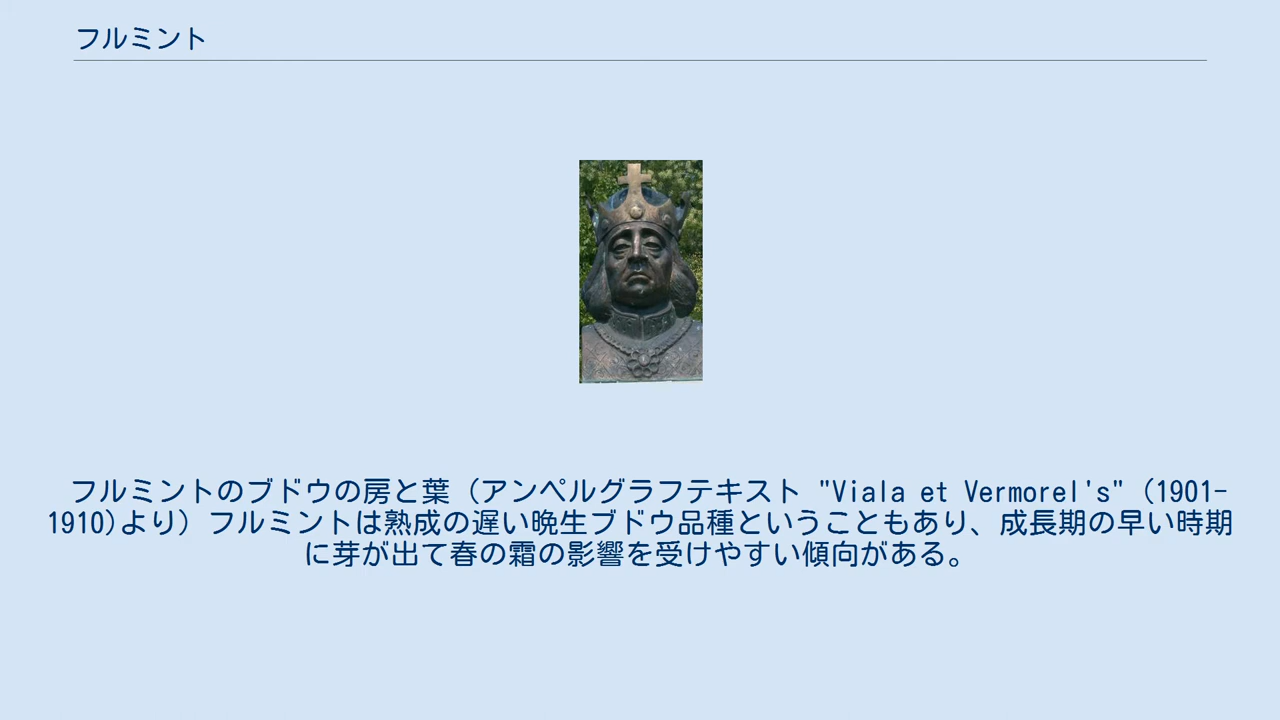 フルミント
フルミントのブドウの房と葉（アンペルグラフテキスト "Viala et Vermorel's"（1901-
1910)より）フルミントは熟成の遅い晩生ブドウ品種ということもあり、成長期の早い時期
に芽が出て春の霜の影響を受けやすい傾向がある。